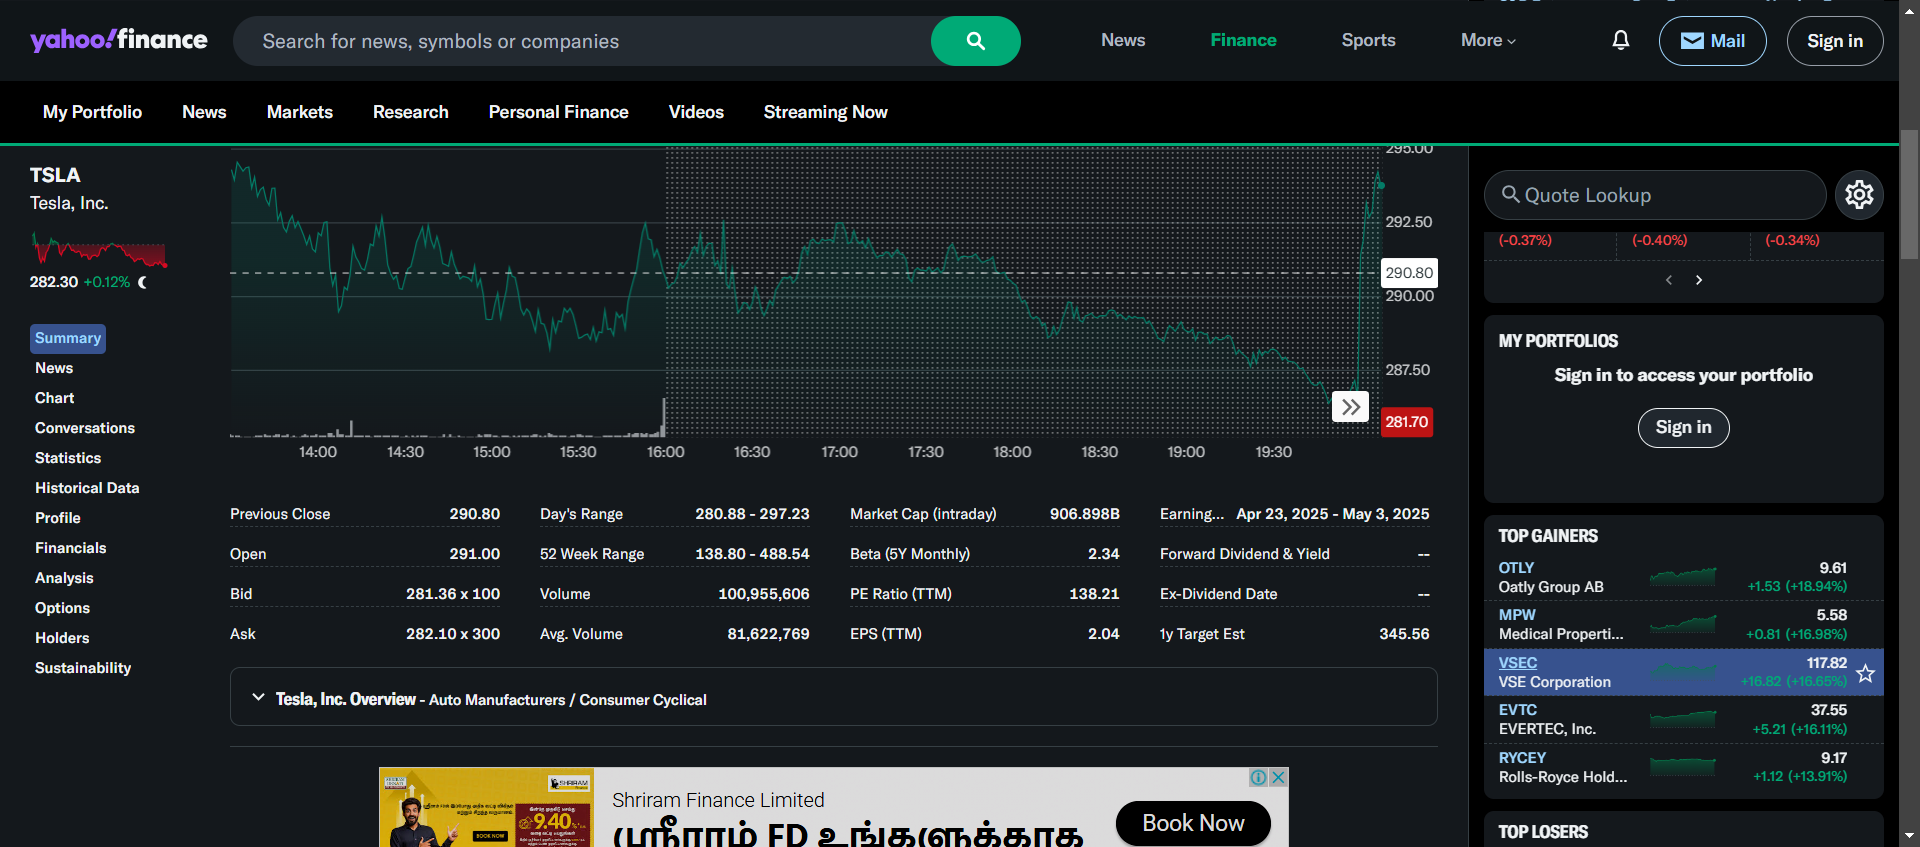 yahoo!finance
Search for news, symbols or companies
News
Finance
Sports
More
Mail
Sign in
My Portfolio
News
Markets
Research
Personal Finance
Videos
Streaming Now
TSLA
Tesla, Inc.
282.30 +0.12%
Summary
News
Chart
Conversations
Statistics
Historical Data
Profile
Financials
Analysis
Options
Holders
Sustainability
295.00
292.50
290.80
290.00
287.50
281.70
14:00 14:30 15:00 15:30 16:00 16:30 17:00 17:30 18:00 18:30 19:00 19:30
Previous Close 290.80
Open 291.00
Bid 281.36 x 100
Ask 282.10 x 300
Day's Range 280.88 - 297.23
52 Week Range 138.80 - 488.54
Volume 100,955,606
Avg. Volume 81,622,769
Market Cap (intraday) 906.898B
Beta (5Y Monthly) 2.34
PE Ratio (TTM) 138.21
EPS (TTM) 2.04
Earning... Apr 23, 2025 - May 3, 2025
Forward Dividend & Yield --
Ex-Dividend Date --
1y Target Est 345.56
Tesla, Inc. Overview - Auto Manufacturers / Consumer Cyclical
SHRIRAM
BOOK NOW
9.40%
Shriram Finance Limited
ஸ்ரீராம் FD உங்களுக்காக
Book Now
Quote Lookup
(-0.37%) (-0.40%) (-0.34%)
MY PORTFOLIOS
Sign in to access your portfolio
Sign in
TOP GAINERS
OTLY 9.61
Oatly Group AB +1.53 (+18.94%)
MPW 5.58
Medical Properti... +0.81 (+16.98%)
VSEC 117.82
VSE Corporation +16.82 (+16.65%)
EVTC 37.55
EVERTEC, Inc. +5.21 (+16.11%)
RYCEY 9.17
Rolls-Royce Hold... +1.12 (+13.91%)
TOP LOSERS